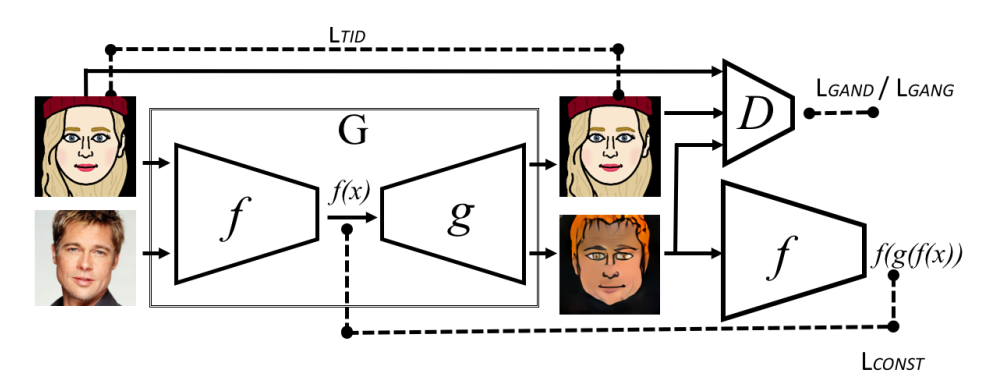 LTID
LGAND / LGANG
G
D
f
f(x)
g
f
f(g(f(x))
LCONST